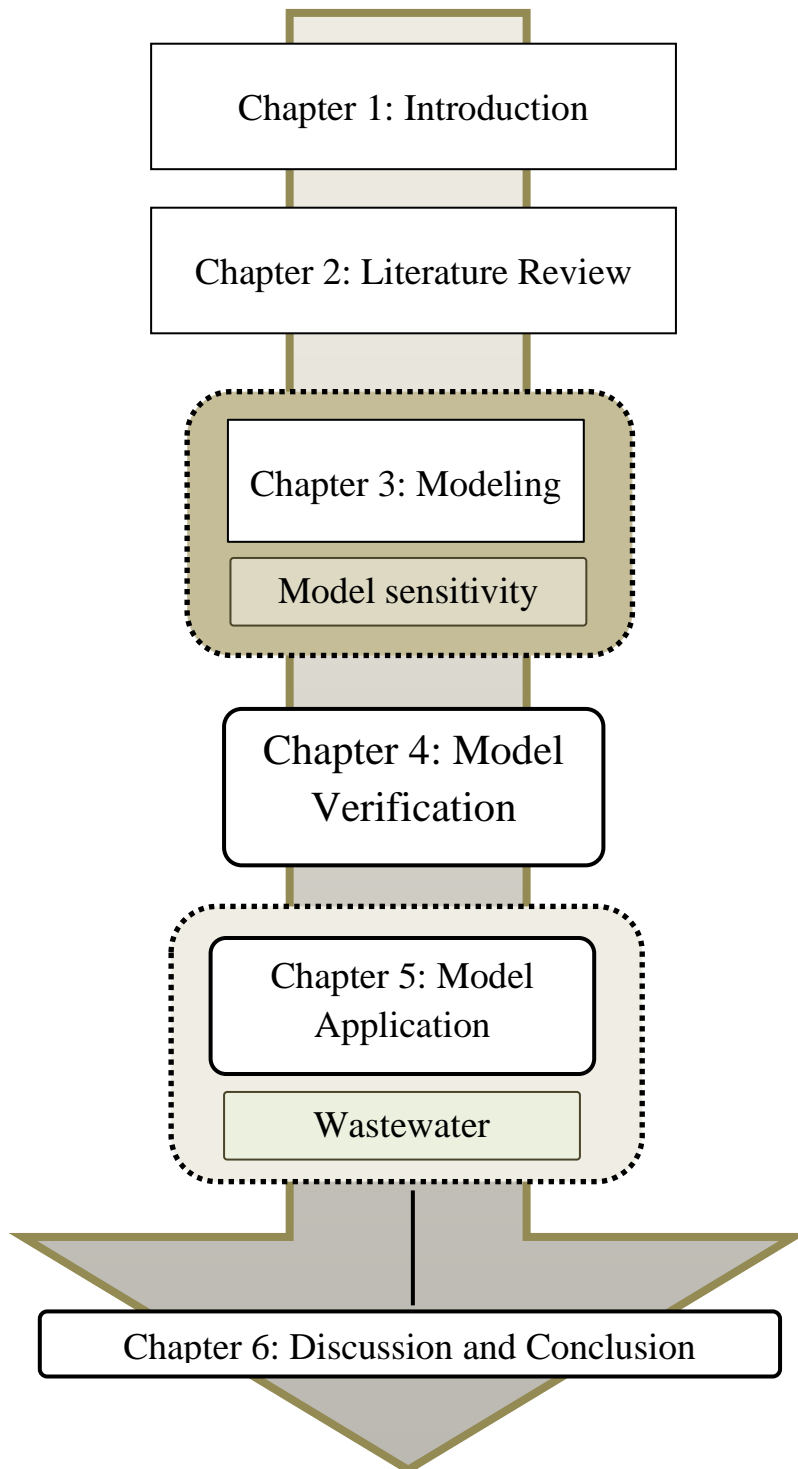 Chapter 1: Introduction
Chapter 2: Literature Review
Chapter 3: Modeling
Model sensitivity
Chapter 4: Model
Verification
Chapter 5: Model
Application
Wastewater
Chapter 6: Discussion and Conclusion